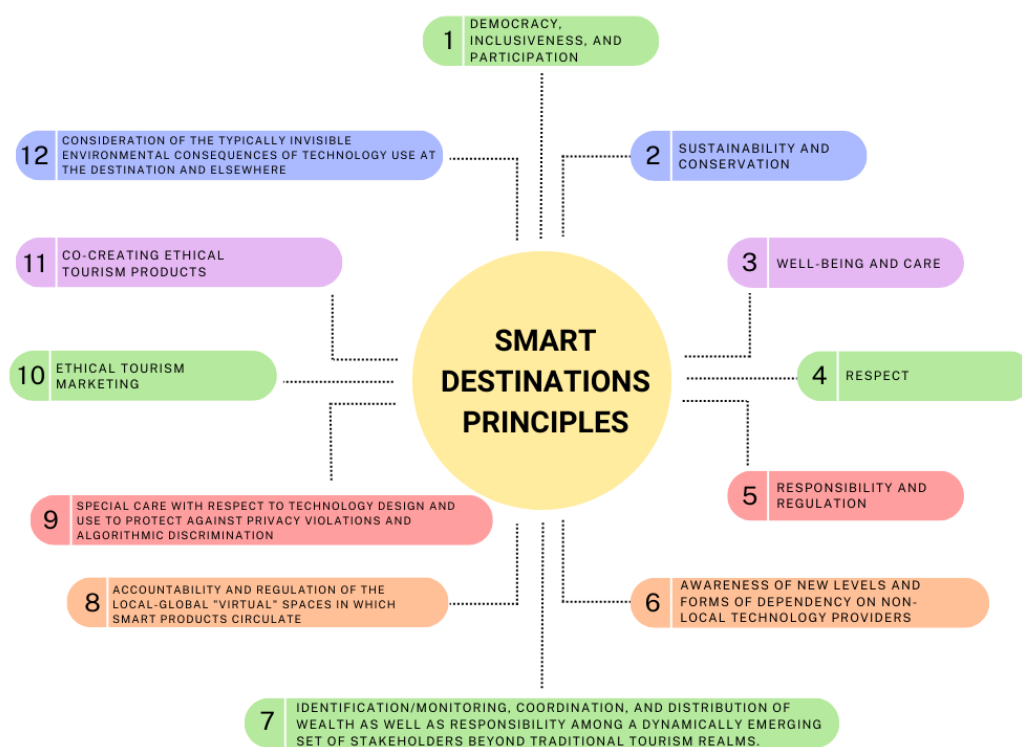 1
DEMOCRACY,
INCLUSIVENESS, AND
PARTICIPATION
12
CONSIDERATION OF THE TYPICALLY INVISIBLE
ENVIRONMENTAL CONSEQUENCES OF TECHNOLOGY USE AT
THE DESTINATION AND ELSEWHERE
2
SUSTAINABILITY AND
CONSERVATION
11
CO-CREATING ETHICAL
TOURISM PRODUCTS
3
WELL-BEING AND CARE
SMART
DESTINATIONS
PRINCIPLES
10
ETHICAL TOURISM
MARKETING
4
RESPECT
9
SPECIAL CARE WITH RESPECT TO TECHNOLOGY DESIGN AND
USE TO PROTECT AGAINST PRIVACY VIOLATIONS AND
ALGORITHMIC DISCRIMINATION
5
RESPONSIBILITY AND
REGULATION
8
ACCOUNTABILITY AND REGULATION OF THE
LOCAL-GLOBAL "VIRTUAL" SPACES IN WHICH
SMART PRODUCTS CIRCULATE
6
AWARENESS OF NEW LEVELS AND
FORMS OF DEPENDENCY ON NON-
LOCAL TECHNOLOGY PROVIDERS
7
IDENTIFICATION/MONITORING, COORDINATION, AND DISTRIBUTION OF
WEALTH AS WELL AS RESPONSIBILITY AMONG A DYNAMICALLY EMERGING
SET OF STAKEHOLDERS BEYOND TRADITIONAL TOURISM REALMS.